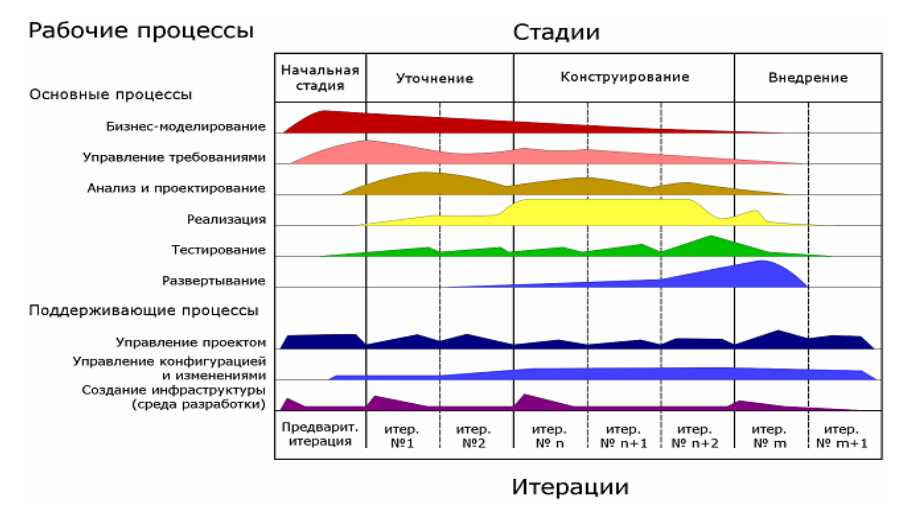 Рабочие процессы
Стадии
Начальная
стадия
Уточнение
Конструирование
Внедрение
Основные процессы
Бизнес-моделирование
Управление требованиями
Анализ и проектирование
Реализация
Тестирование
Развертывание
Поддерживающие процессы
Управление проектом
Управление конфигурацией
и изменениями
Создание инфраструктуры
(среда разработки)
Предварит.
итерация
итер.
№1
итер.
№2
итер.
№ n
итер.
№ n+1
итер.
№ n+2
итер.
№ m
итер.
№ m+1
Итерации